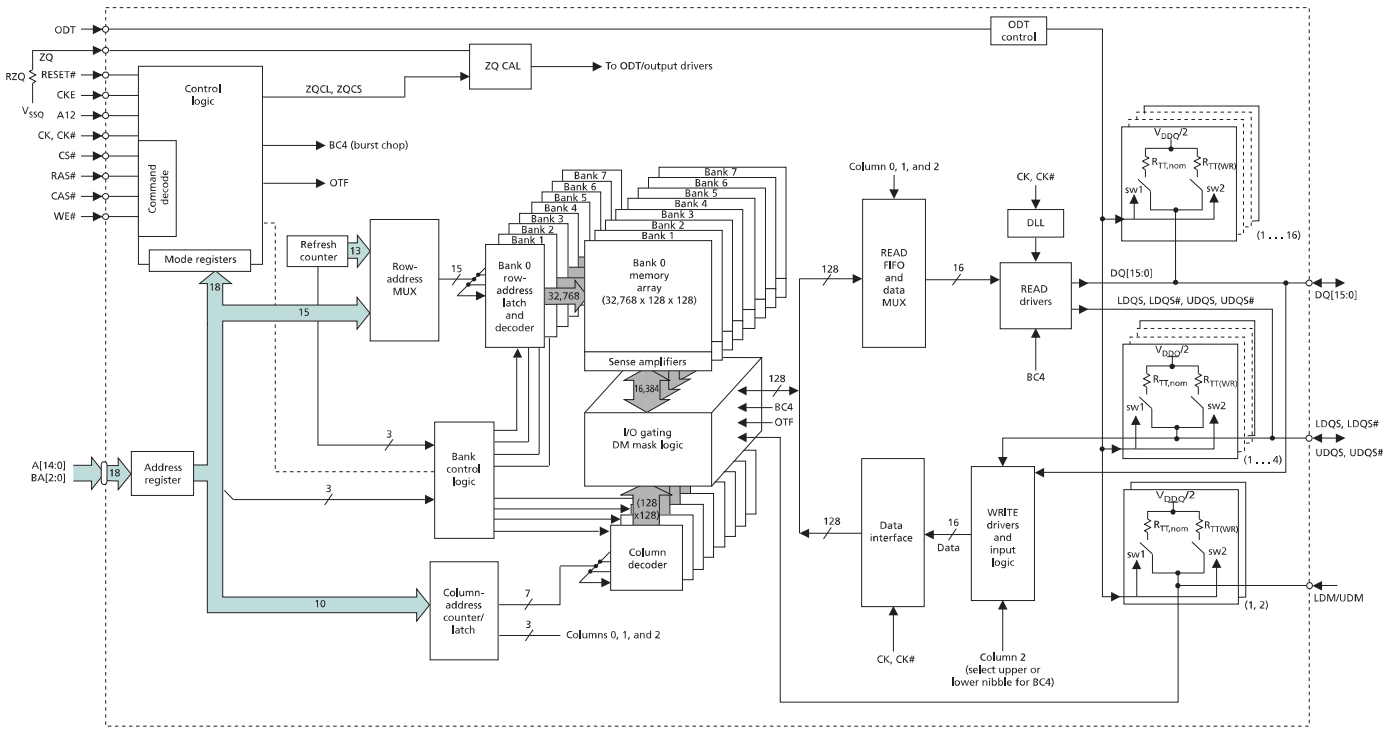 ODT
ODT
control
ZQ
RZQ
VSSQ
RESET#
CKE
A12
CK, CK#
CS#
RAS#
CAS#
WE#
Control
logic
Command
decode
Mode registers
ZQCL, ZQCS
ZQ CAL
To ODT/output drivers
BC4 (burst chop)
OTF
Refresh
counter
13
Row-
address
MUX
15
15
18
Bank 7
Bank 6
Bank 5
Bank 4
Bank 3
Bank 2
Bank 1
Bank 0
row-
address
latch
and
decoder
32,768
Bank 7
Bank 6
Bank 5
Bank 4
Bank 3
Bank 2
Bank 1
Bank 0
memory
array
(32,768 x 128 x 128)
Sense amplifiers
16,384
I/O gating
DM mask logic
128
BC4
OTF
(128
x128)
Column
decoder
3
Bank
control
logic
3
A[14:0]
BA[2:0]
18
Address
register
10
Column-
address
counter/
latch
7
3
Columns 0, 1, and 2
Column 0, 1, and 2
128
READ
FIFO
and
data
MUX
16
CK, CK#
DLL
READ
drivers
BC4
DQ[15:0]
LDQS, LDQS#, UDQS, UDQS#
128
Data
interface
CK, CK#
16
Data
WRITE
drivers
and
input
logic
Column 2
(select upper or
lower nibble for BC4)
VDDQ/2
RTT,nom
RTT(WR)
sw1
sw2
(1 . . . 16)
DQ[15:0]
VDDQ/2
RTT,nom
RTT(WR)
sw1
sw2
(1 . . . 4)
LDQS, LDQS#
UDQS, UDQS#
VDDQ/2
RTT,nom
RTT(WR)
sw1
sw2
(1, 2)
LDM/UDM